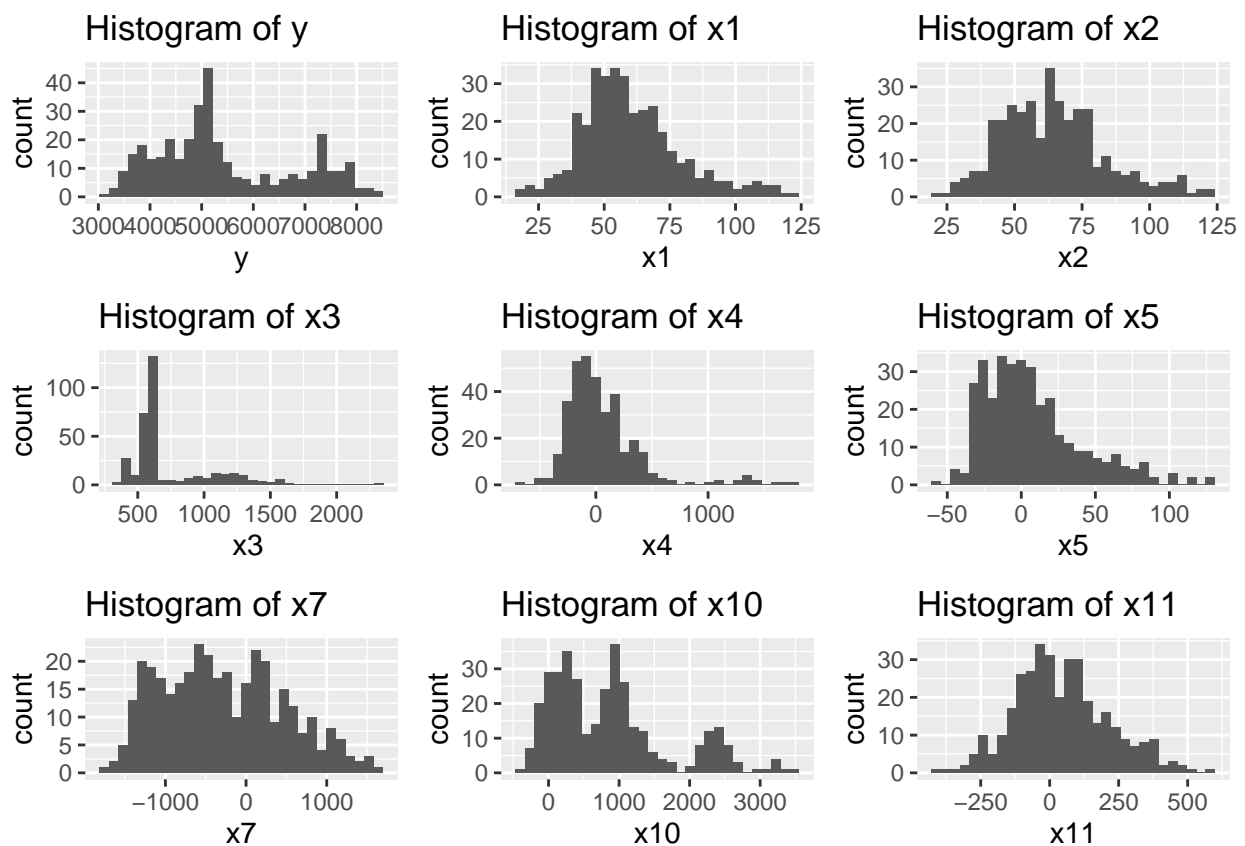 Histogram of y
count
40
30
20
10
0
3000 4000 5000 6000 7000 8000
y
Histogram of x1
count
30
20
10
0
25 50 75 100 125
x1
Histogram of x2
count
30
20
10
0
25 50 75 100 125
x2
Histogram of x3
count
100
50
0
500 1000 1500 2000
x3
Histogram of x4
count
40
20
0
0 1000
x4
Histogram of x5
count
30
20
10
0
−50 0 50 100
x5
Histogram of x7
count
20
15
10
5
0
−1000 0 1000
x7
Histogram of x10
count
30
20
10
0
0 1000 2000 3000
x10
Histogram of x11
count
30
20
10
0
−250 0 250 500
x11